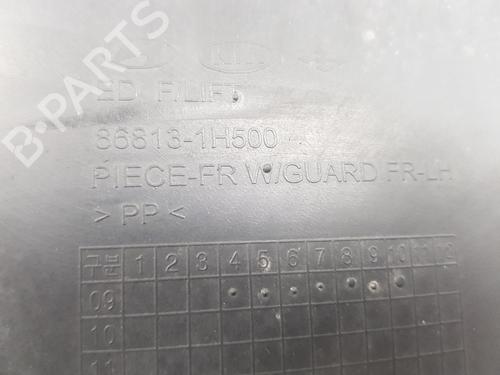 KIA
ED F/LIFT
86813-1H500
PIECE-FR W/GUARD FR-LH
> PP <
구분 1 2 3 4 5 6 7 8 9 10 11 12
09
10
11
B-PARTS